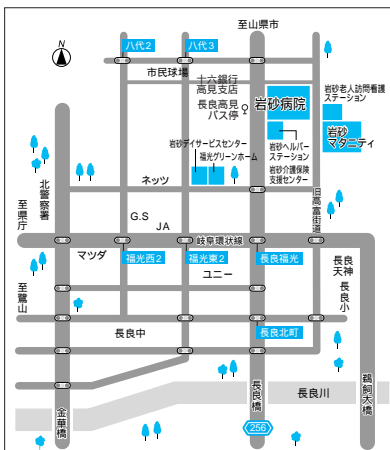 至山県市
N
八代2
八代3
市民球場
十六銀行
高見支店
長良高見
バス停
岩砂病院
岩砂老人訪問看護
ステーション
岩砂
マタニティ
岩砂デイサービスセンター
福光グリーンホーム
岩砂ヘルパー
ステーション
岩砂介護保険
支援センター
北警察署
ネッツ
旧高富街道
至県庁
G.S
JA
岐阜環状線
マツダ
福光西2
福光東2
長良福光
ユニー
長良
天神
長良小
至鷺山
長良中
長良北町
長良川
金華橋
長良橋
鵜飼大橋
256